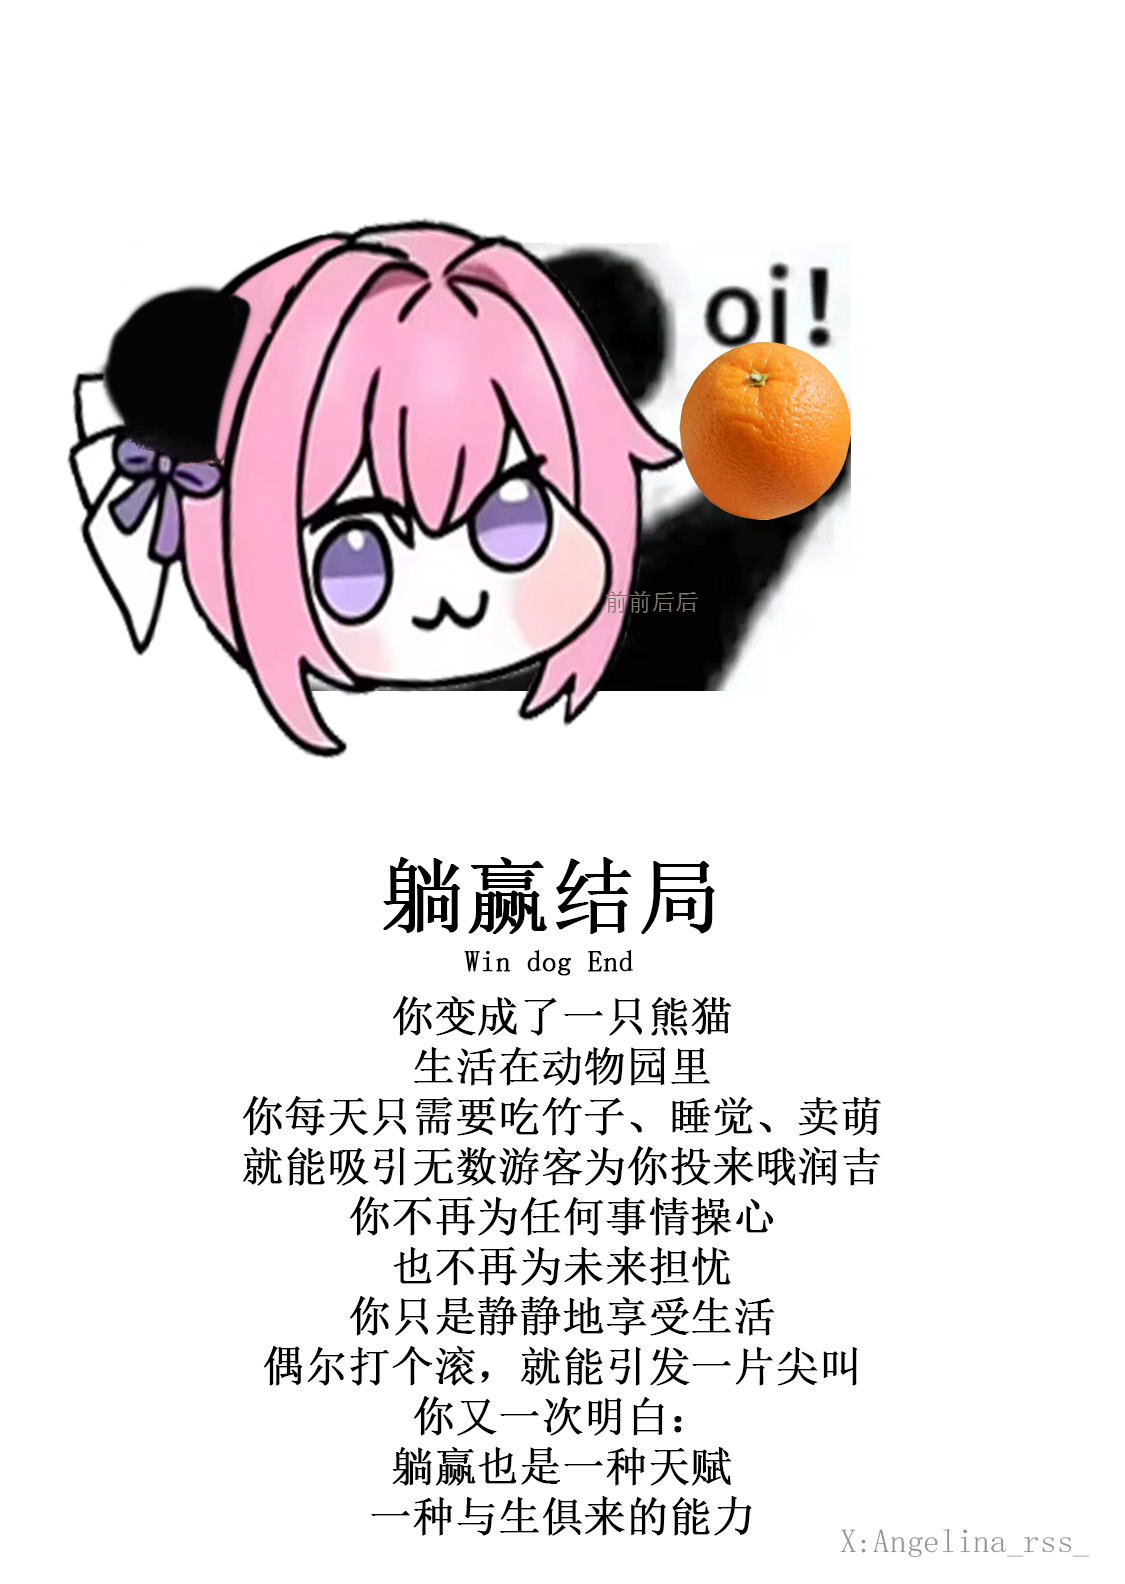 oi!
前前后后
躺赢结局
Win dog End
你变成了一只熊猫
生活在动物园里
你每天只需要吃竹子、睡觉、卖萌
就能吸引无数游客为你投来哦润吉
你不再为任何事情操心
也不再为未来担忧
你只是静静地享受生活
偶尔打个滚，就能引发一片尖叫
你又一次明白：
躺赢也是一种天赋
一种与生俱来的能力
X:Angelina_rss_